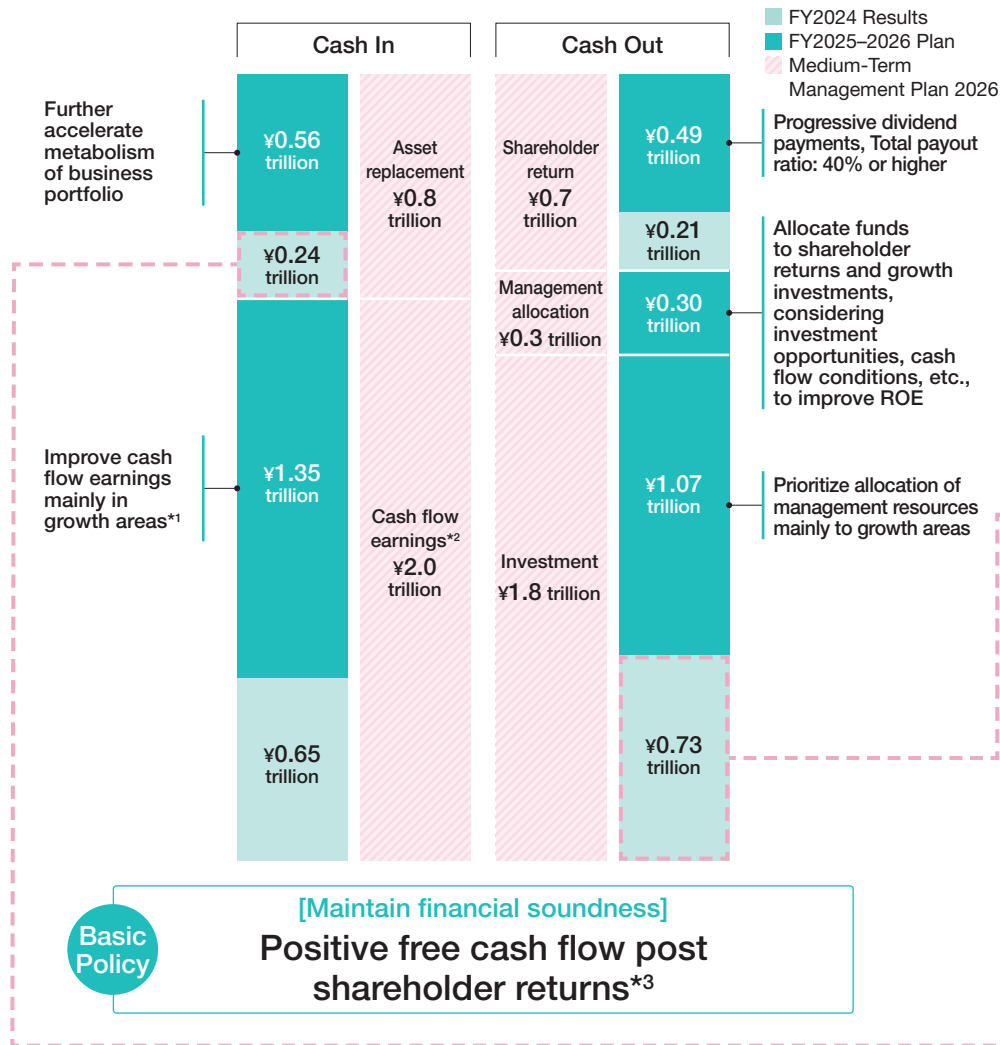 FY2024 Results
FY2025–2026 Plan
Medium-Term
Management Plan 2026
Cash In
Cash Out
Further
accelerate
metabolism
of business
portfolio
¥0.56
trillion
¥0.24
trillion
Asset
replacement
¥0.8
trillion
Shareholder
return
¥0.7
trillion
¥0.49
trillion
¥0.21
trillion
Progressive dividend
payments, Total payout
ratio: 40% or higher
Management
allocation
¥0.3 trillion
¥0.30
trillion
Allocate funds
to shareholder
returns and growth
investments,
considering
investment
opportunities, cash
flow conditions, etc.,
to improve ROE
Improve cash
flow earnings
mainly in
growth areas*1
¥1.35
trillion
¥0.65
trillion
Cash flow
earnings*2
¥2.0
trillion
Investment
¥1.8 trillion
¥1.07
trillion
¥0.73
trillion
Prioritize allocation of
management resources
mainly to growth areas
Basic
Policy
[Maintain financial soundness]
Positive free cash flow post
shareholder returns*3